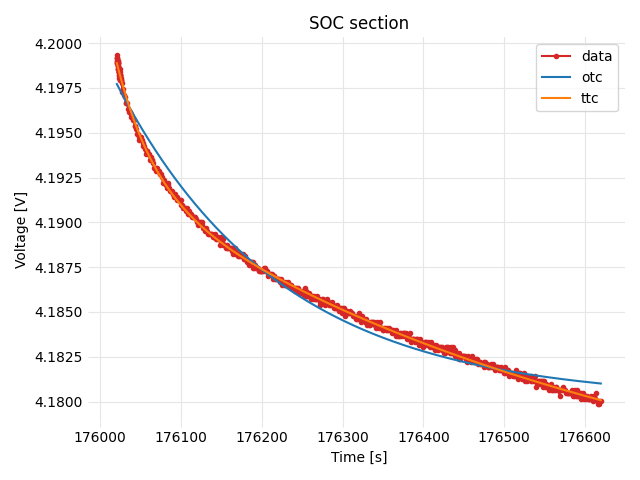 SOC section
4.2000
4.1975
4.1950
4.1925
4.1900
4.1875
4.1850
4.1825
4.1800
Voltage [V]
data
otc
ttc
176000 176100 176200 176300 176400 176500 176600
Time [s]